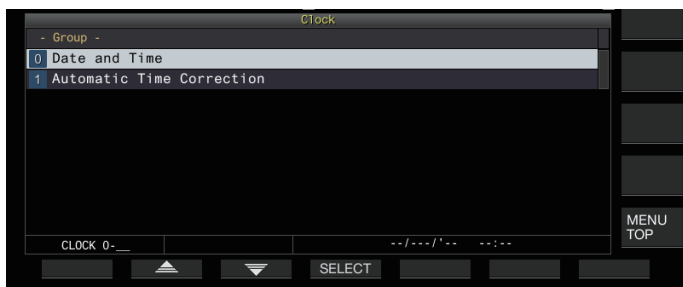 Clock
- Group -
0 Date and Time
1 Automatic Time Correction
CLOCK 0-__
--/---/'-- --:--
MENU
TOP
SELECT